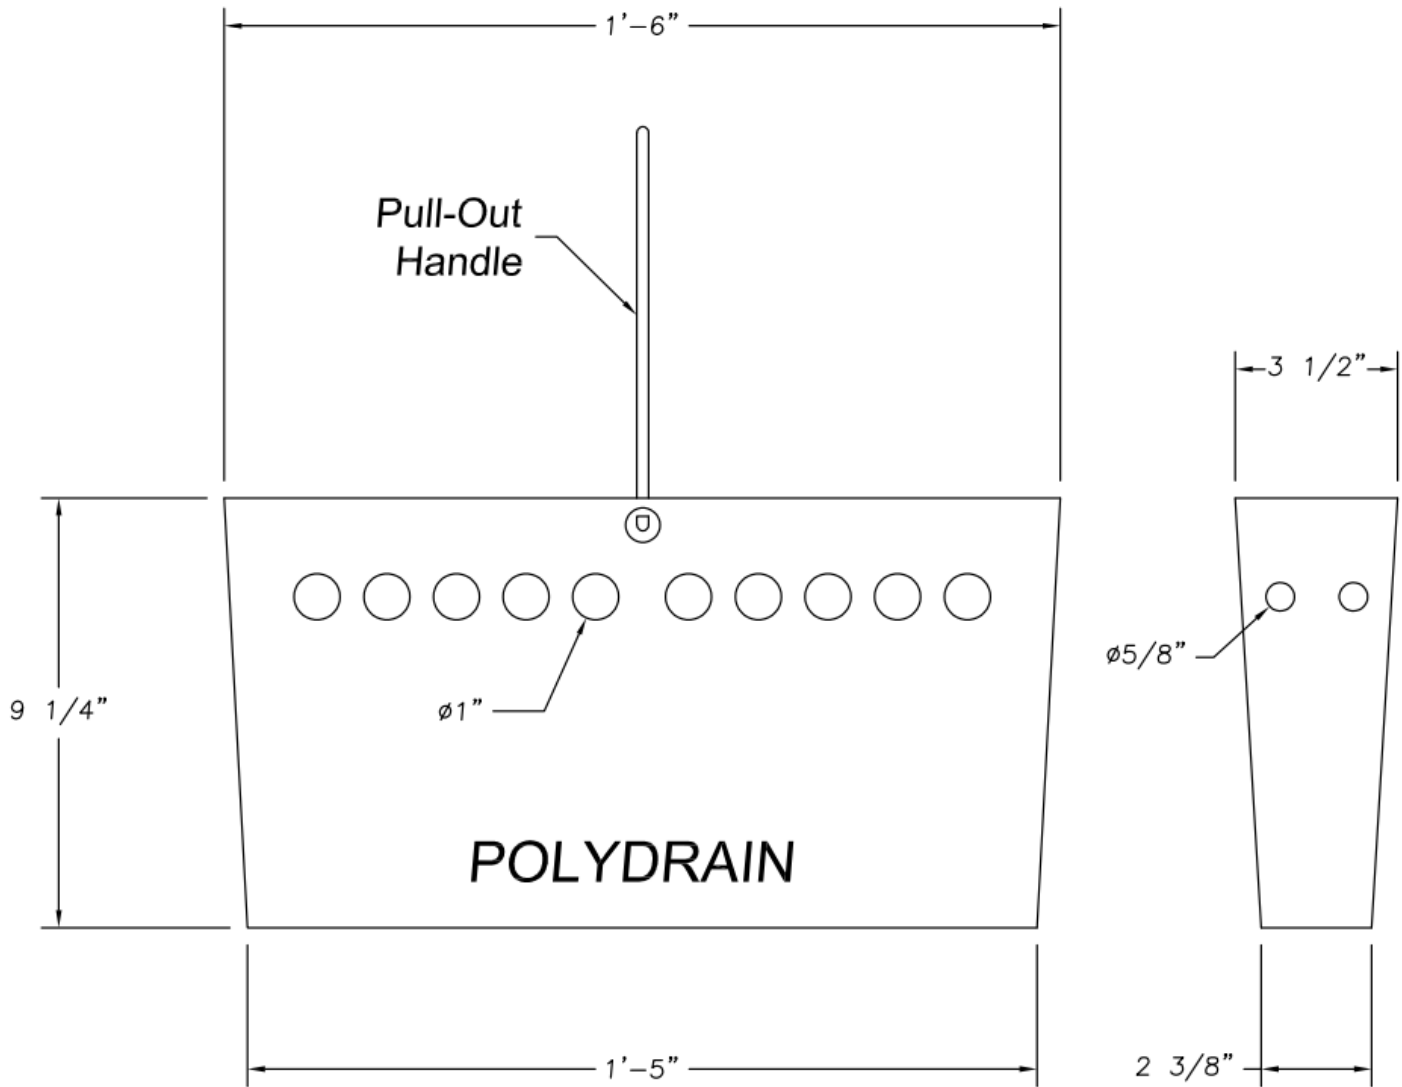 1'-6"
Pull-Out
Handle
3 1/2"
ø5/8"
9 1/4"
ø1"
POLYDRAIN
1'-5"
2 3/8"